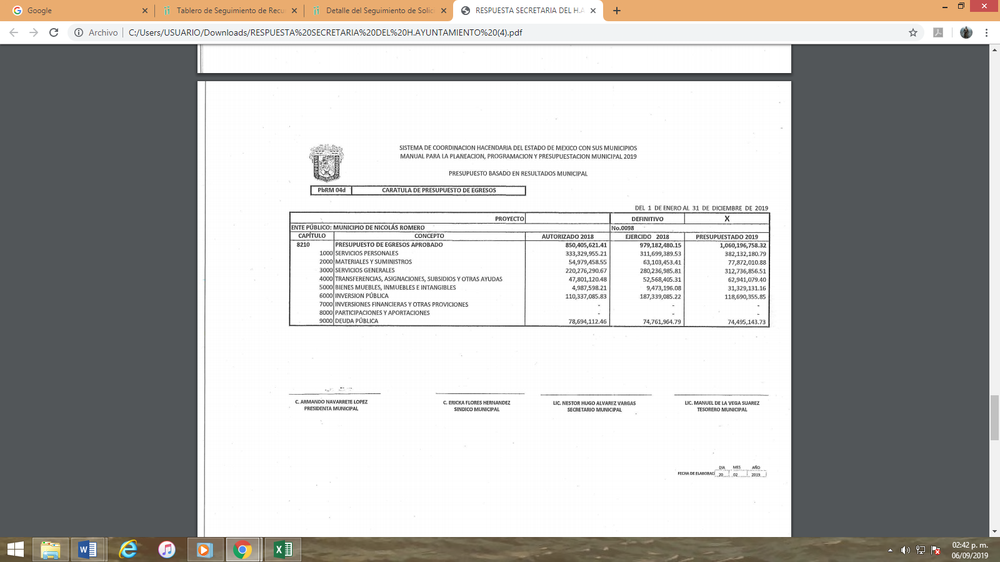 Google
Tablero de Seguimiento de Recu
Detalle del Seguimiento de Solici
RESPUESTA SECRETARIA DEL H.A
Archivo
C:/Users/USUARIO/Downloads/RESPUESTA%20SECRETARIA%20DEL%20H.AYUNTAMIENTO%20(4).pdf
SISTEMA DE COORDINACION HACENDARIA DEL ESTADO DE MEXICO CON SUS MUNICIPIOS
MANUAL PARA LA PLANEACION, PROGRAMACION Y PRESUPUESTACION MUNICIPAL 2019
PRESUPUESTO BASADO EN RESULTADOS MUNICIPAL
PbRM 04d CARATULA DE PRESUPUESTO DE EGRESOS
DEL 1 DE ENERO AL 31 DE DICIEMBRE DE 2019
PROYECTO DEFINITIVO X
ENTE PÚBLICO: MUNICIPIO DE NICOLÁS ROMERO No.0098
CAPÍTULO CONCEPTO AUTORIZADO 2018 EJERCIDO 2018 PRESUPUESTADO 2019
8210 PRESUPUESTO DE EGRESOS APROBADO 850,405,621.41 979,182,480.15 1,060,196,758.32
1000 SERVICIOS PERSONALES 333,329,955.21 311,699,389.53 382,132,180.79
2000 MATERIALES Y SUMINISTROS 54,979,458.55 63,103,453.41 77,872,010.88
3000 SERVICIOS GENERALES 220,276,290.67 280,236,985.81 312,736,856.51
4000 TRANSFERENCIAS, ASIGNACIONES, SUBSIDIOS Y OTRAS AYUDAS 47,801,120.48 52,568,405.31 62,941,079.40
5000 BIENES MUEBLES, INMUEBLES E INTANGIBLES 4,987,598.21 9,473,196.08 31,329,131.16
6000 INVERSION PÚBLICA 110,337,085.83 187,339,085.22 118,690,355.85
7000 INVERSIONES FINANCIERAS Y OTRAS PROVICIONES - - -
8000 PARTICIPACIONES Y APORTACIONES - - -
9000 DEUDA PÚBLICA 78,694,112.46 74,761,964.79 74,495,143.73
C. ARMANDO NAVARRETE LOPEZ
PRESIDENTA MUNICIPAL
C. ERICKA FLORES HERNANDEZ
SINDICO MUNICIPAL
LIC. NESTOR HUGO ALVAREZ VARGAS
SECRETARIO MUNICIPAL
LIC. MANUEL DE LA VEGA SUAREZ
TESORERO MUNICIPAL
DIA MES AÑO
FECHA DE ELABORAC 20 02 2019
02:42 p. m.
06/09/2019